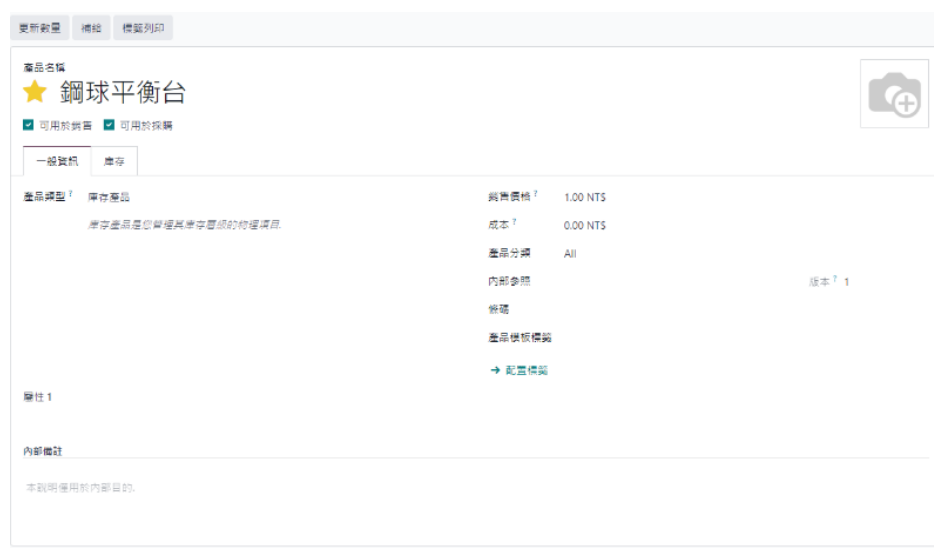 更新數量 補給 標籤列印
產品名稱
鋼球平衡台
可用於銷售 可用於採購
一般資訊 庫存
產品類型 ? 庫存產品
庫存產品是您管理其庫存層級的物理項目.
銷售價格 ? 1.00 NT$
成本 ? 0.00 NT$
產品分類 All
內部參照 版本 ? 1
條碼
產品模板標籤
→ 配置標籤
屬性 1
內部備註
本說明僅用於內部目的.